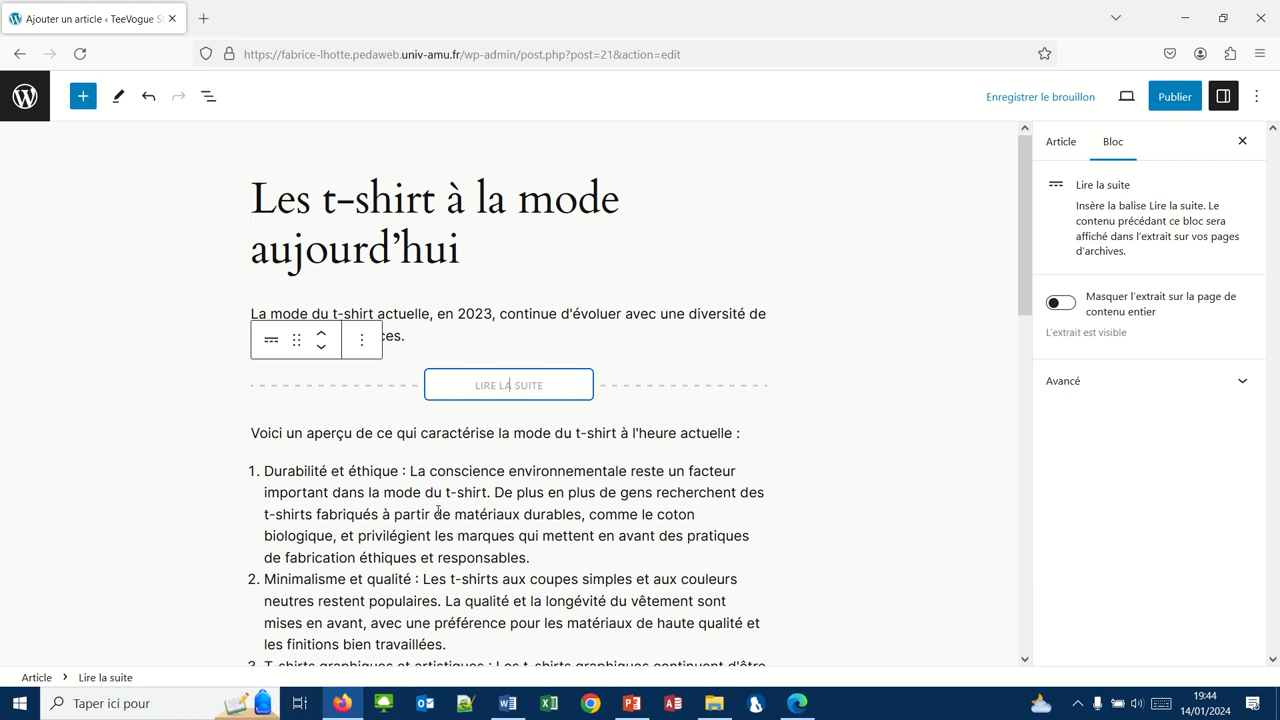 Ajouter un article ‹ TeeVogue S
https://fabrice-lhotte.pedaweb.univ-amu.fr/wp-admin/post.php?post=21&action=edit
Enregistrer le brouillon
Publier
Les t-shirt à la mode
aujourd’hui
La mode du t-shirt actuelle, en 2023, continue d'évoluer avec une diversité de
ces.
LIRE LA SUITE
Voici un aperçu de ce qui caractérise la mode du t-shirt à l'heure actuelle :
1. Durabilité et éthique : La conscience environnementale reste un facteur
important dans la mode du t-shirt. De plus en plus de gens recherchent des
t-shirts fabriqués à partir de matériaux durables, comme le coton
biologique, et privilégient les marques qui mettent en avant des pratiques
de fabrication éthiques et responsables.
2. Minimalisme et qualité : Les t-shirts aux coupes simples et aux couleurs
neutres restent populaires. La qualité et la longévité du vêtement sont
mises en avant, avec une préférence pour les matériaux de haute qualité et
les finitions bien travaillées.
3. T-shirts graphiques et artistiques : Les t-shirts graphiques continuent d'être
Article
Bloc
Lire la suite
Insère la balise Lire la suite. Le
contenu précédant ce bloc sera
affiché dans l’extrait sur vos pages
d’archives.
Masquer l’extrait sur la page de
contenu entier
L’extrait est visible
Avancé
Article
Lire la suite
Taper ici pour
19:44
14/01/2024